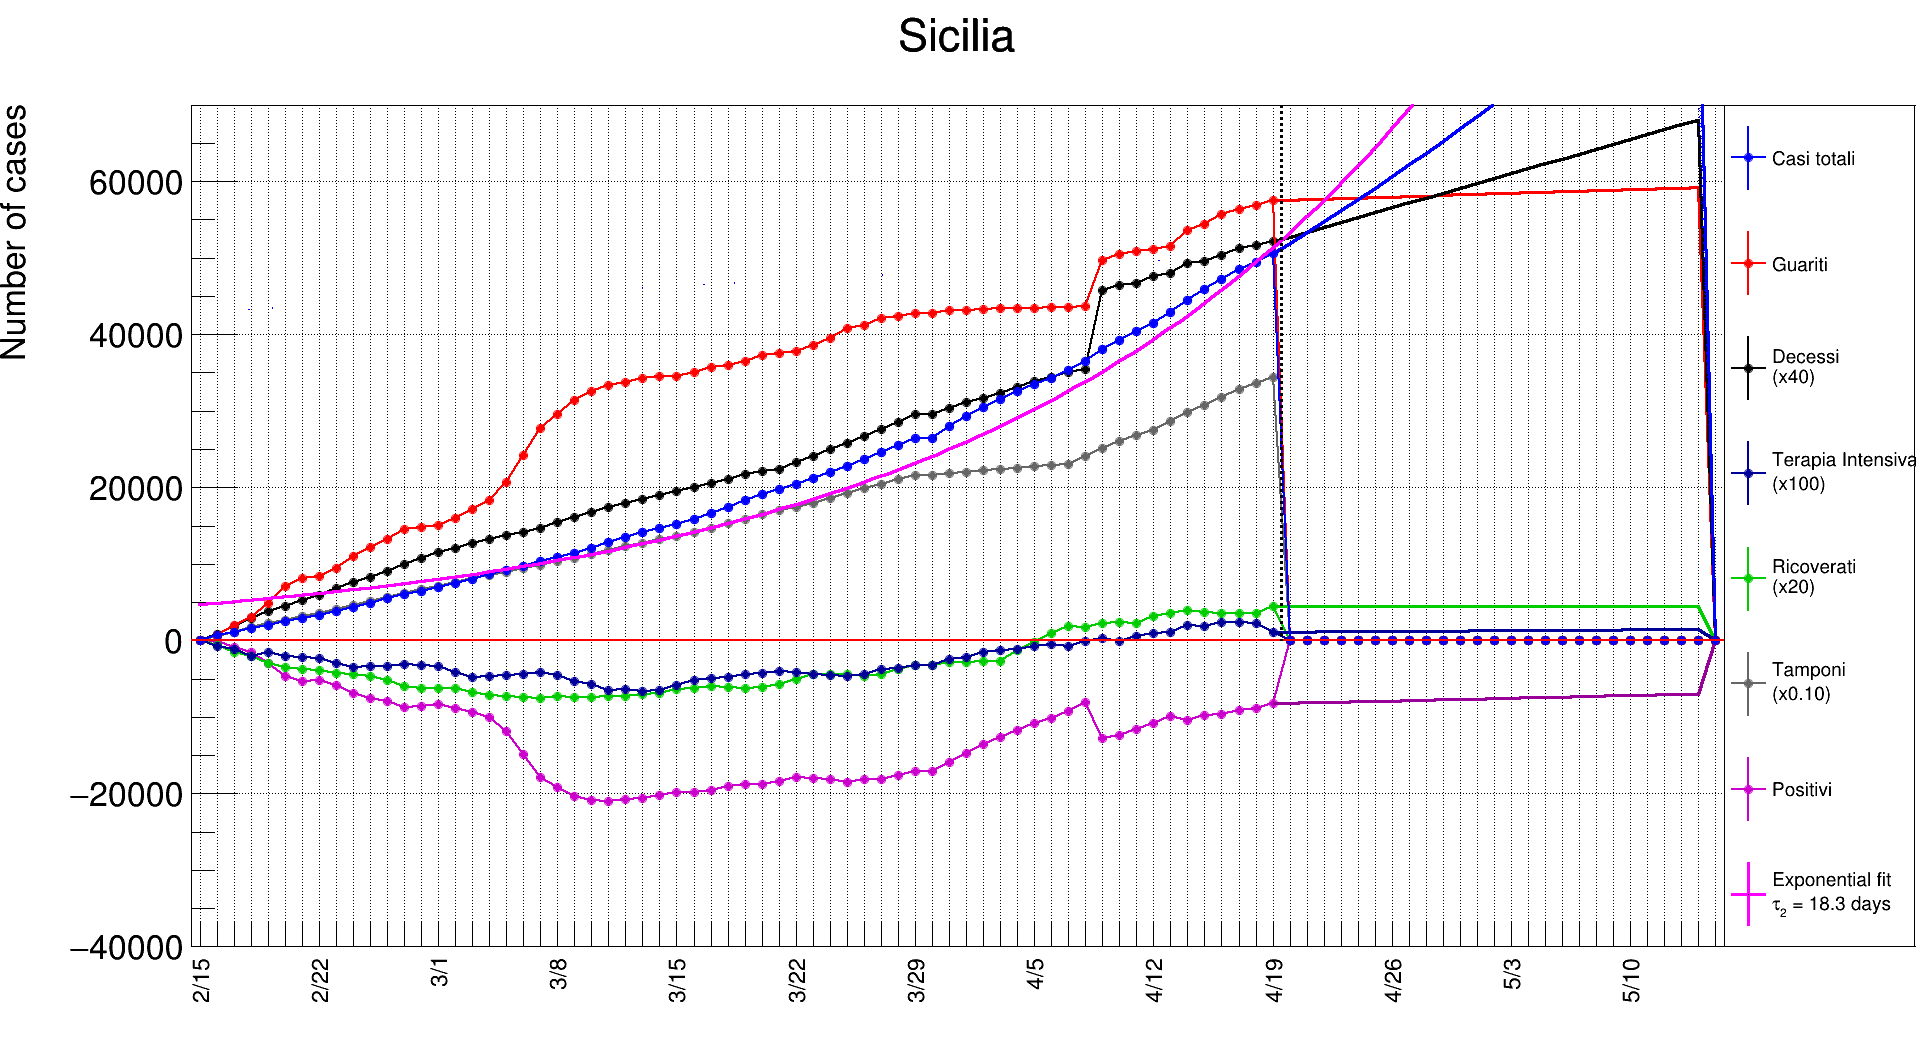 Sicilia
Number of cases
60000
40000
20000
0
−20000
−40000
2/15
2/22
3/1
3/8
3/15
3/22
3/29
4/5
4/12
4/19
4/26
5/3
5/10
Casi totali
Guariti
Decessi
(x40)
Terapia Intensiva
(x100)
Ricoverati
(x20)
Tamponi
(x0.10)
Positivi
Exponential fit
τ2 = 18.3 days